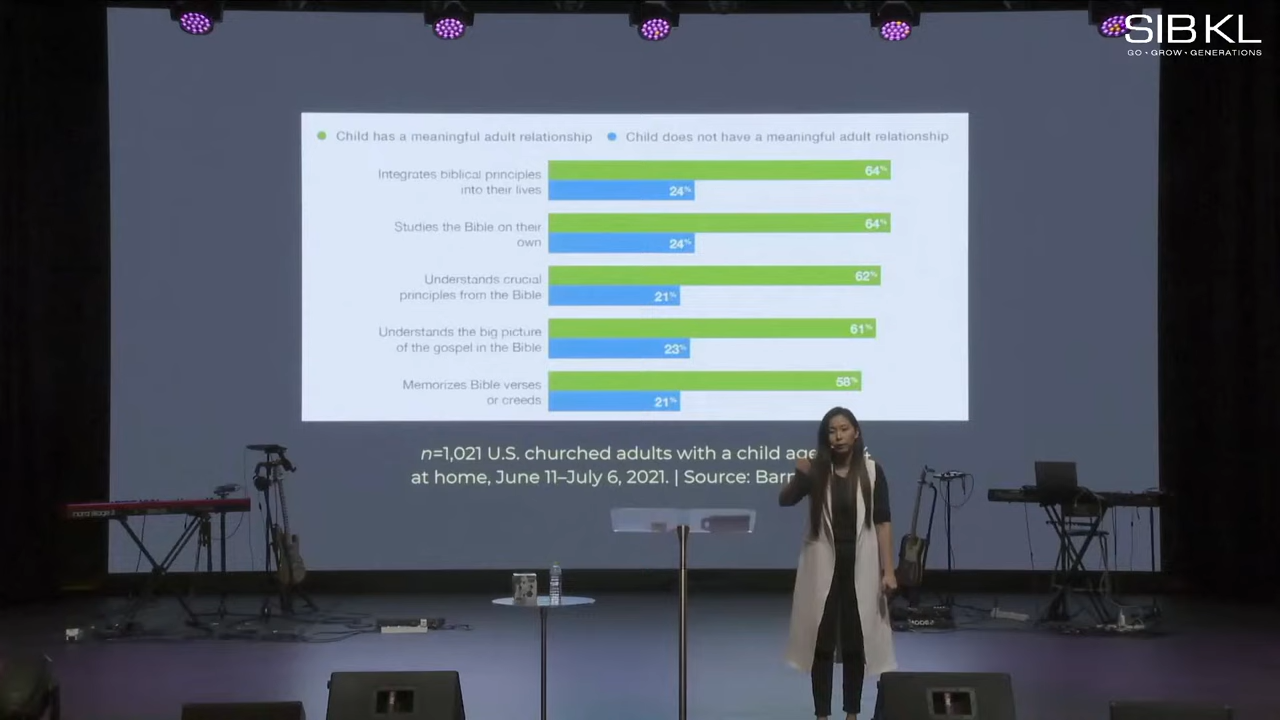 SIBKL
GO • GROW • GENERATIONS
Child has a meaningful adult relationship
Child does not have a meaningful adult relationship
Integrates biblical principles
into their lives
64%
24%
Studies the Bible on their
own
64%
24%
Understands crucial
principles from the Bible
62%
21%
Understands the big picture
of the gospel in the Bible
61%
23%
Memorizes Bible verses
or creeds
58%
21%
n=1,021 U.S. churched adults with a child
at home, June 11–July 6, 2021. | Source:
nord stage